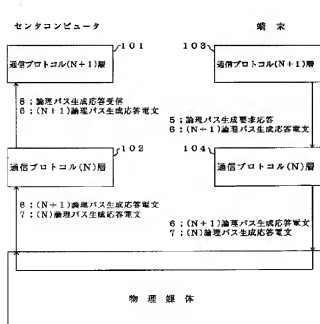 センタコンピュータ
端末
101
103
通信プロトコル(N+1)層
通信プロトコル(N+1)層
8;論理パス生成応答受信
6;(N+1)論理パス生成応答電文
5;論理パス生成要求応答
6;(N+1)論理パス生成応答電文
102
104
通信プロトコル(N)層
通信プロトコル(N)層
6;(N+1)論理パス生成応答電文
7;(N)論理パス生成応答電文
6;(N+1)論理パス生成応答電文
7;(N)論理パス生成応答電文
物理媒体